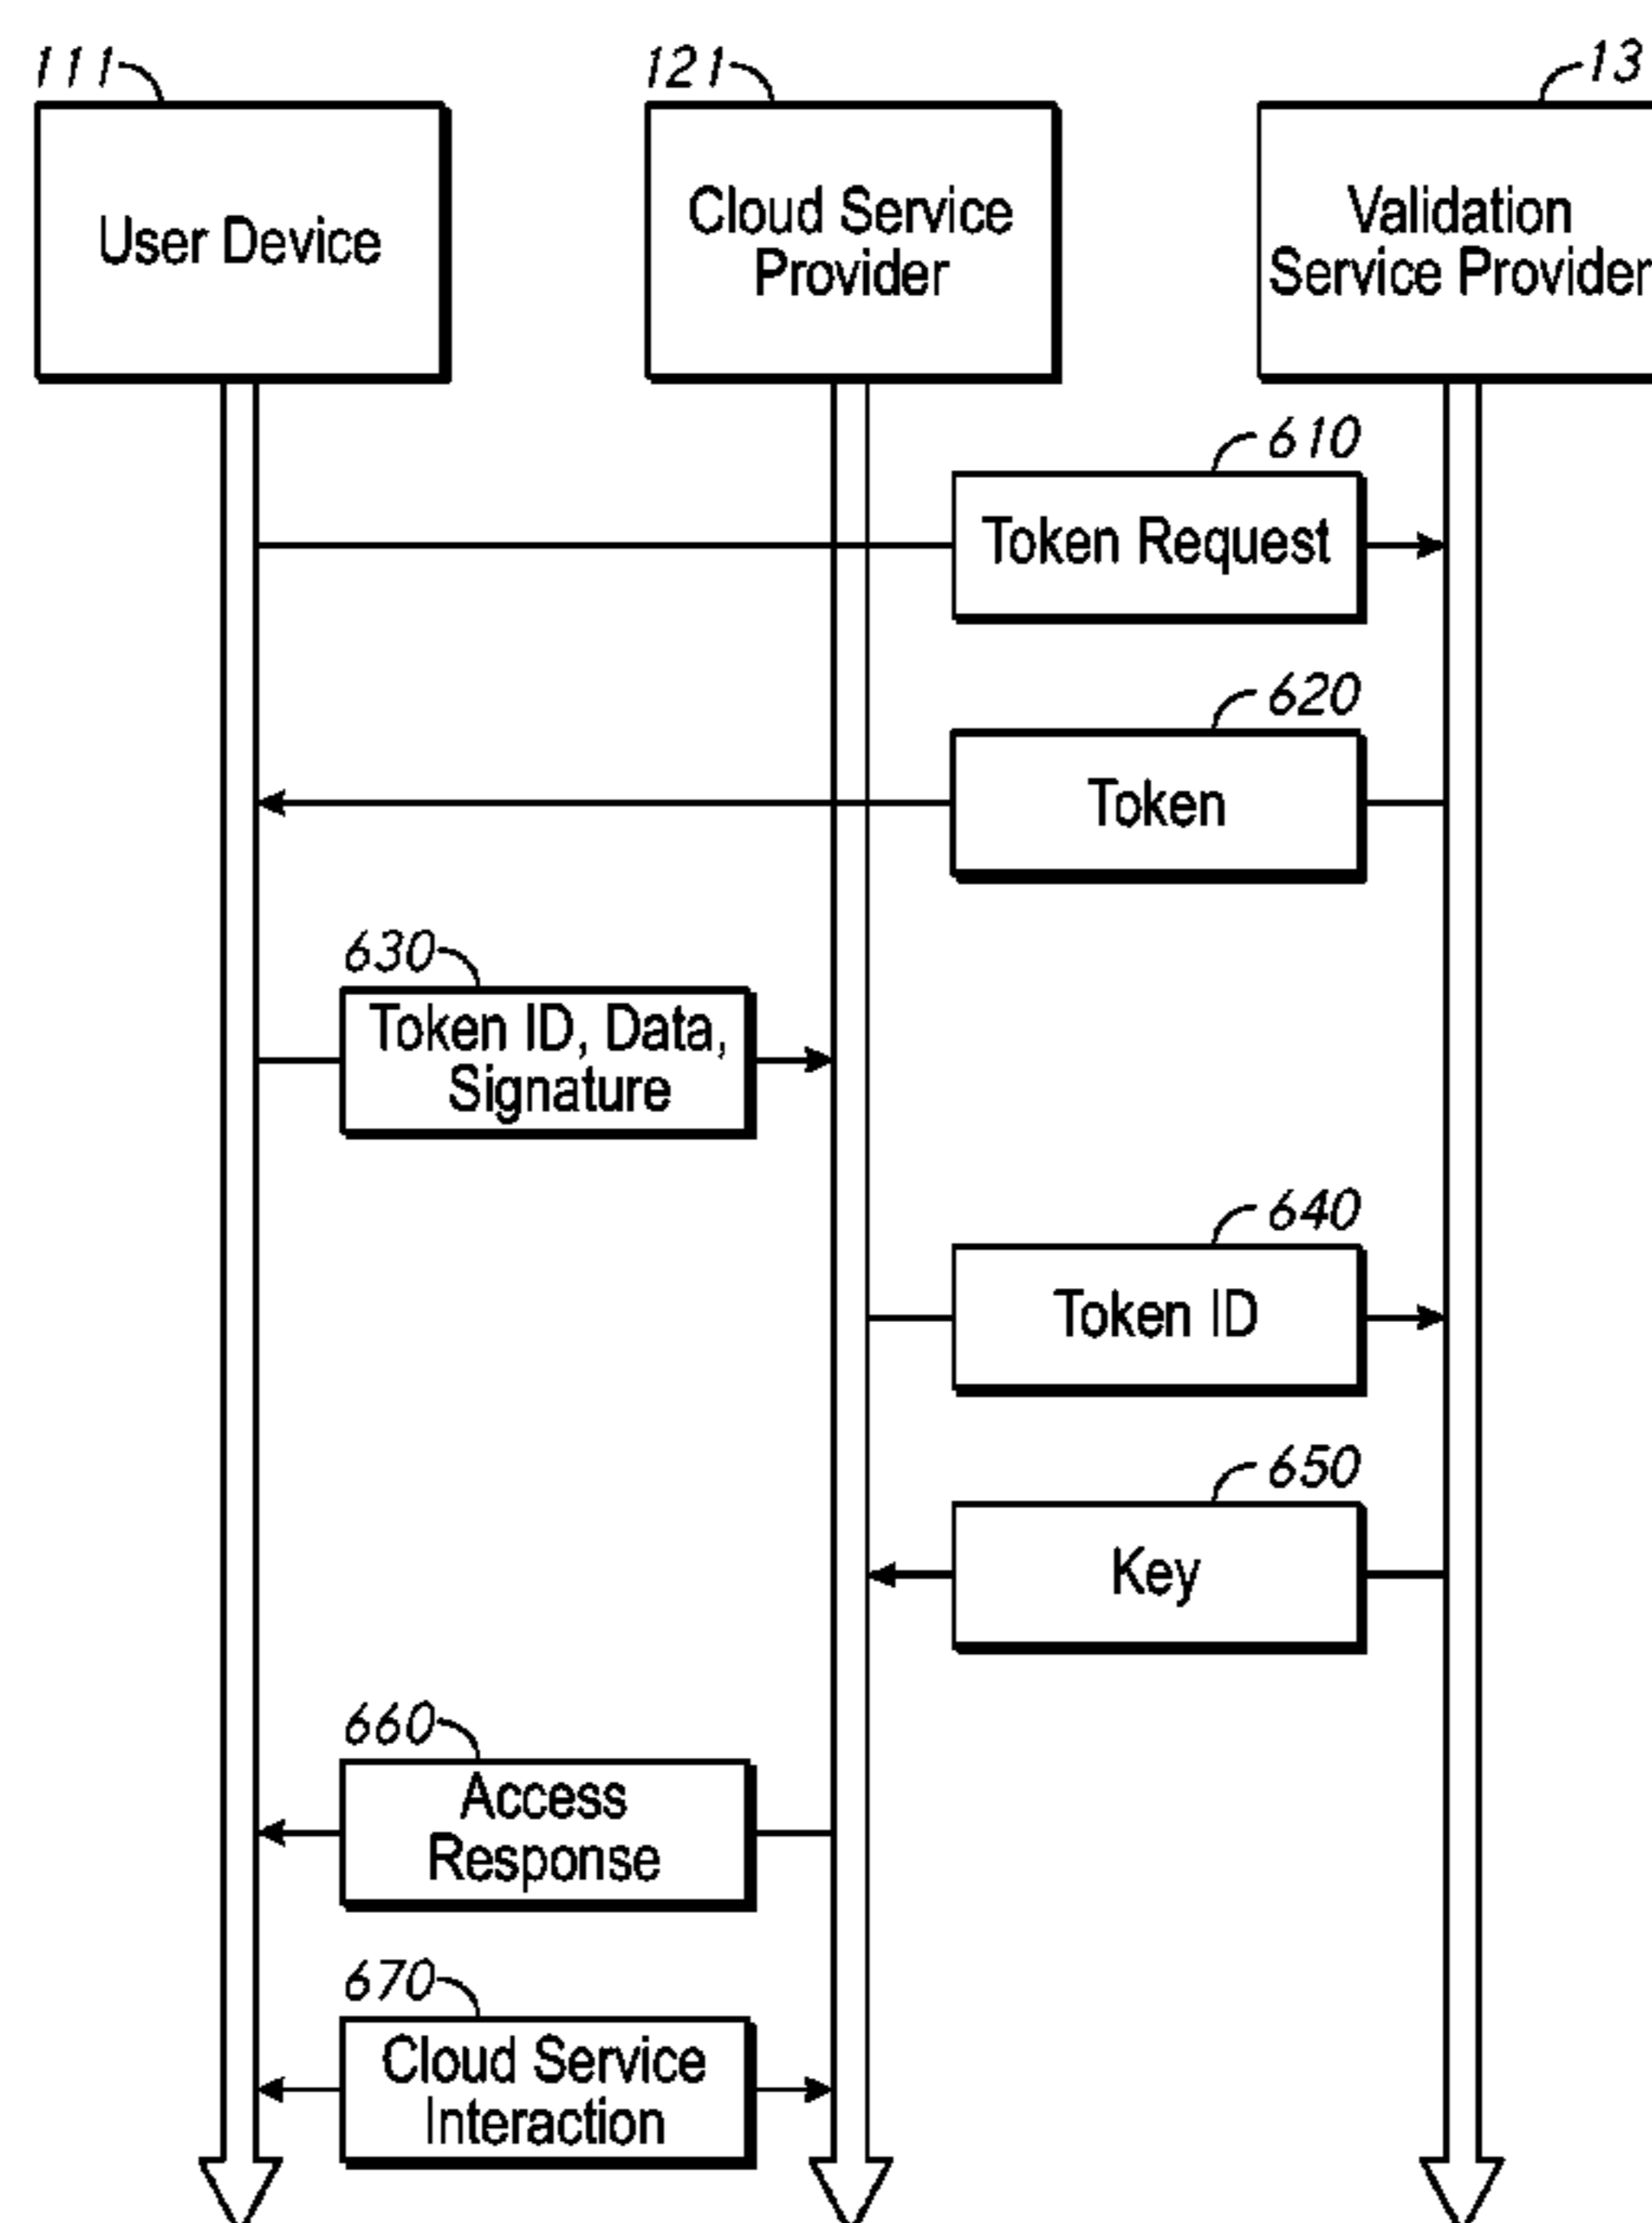 111
121
13
User Device
Cloud Service
Provider
Validation
Service Provider
610
Token Request
620
Token
630
Token ID, Data,
Signature
640
Token ID
650
Key
660
Access
Response
670
Cloud Service
Interaction